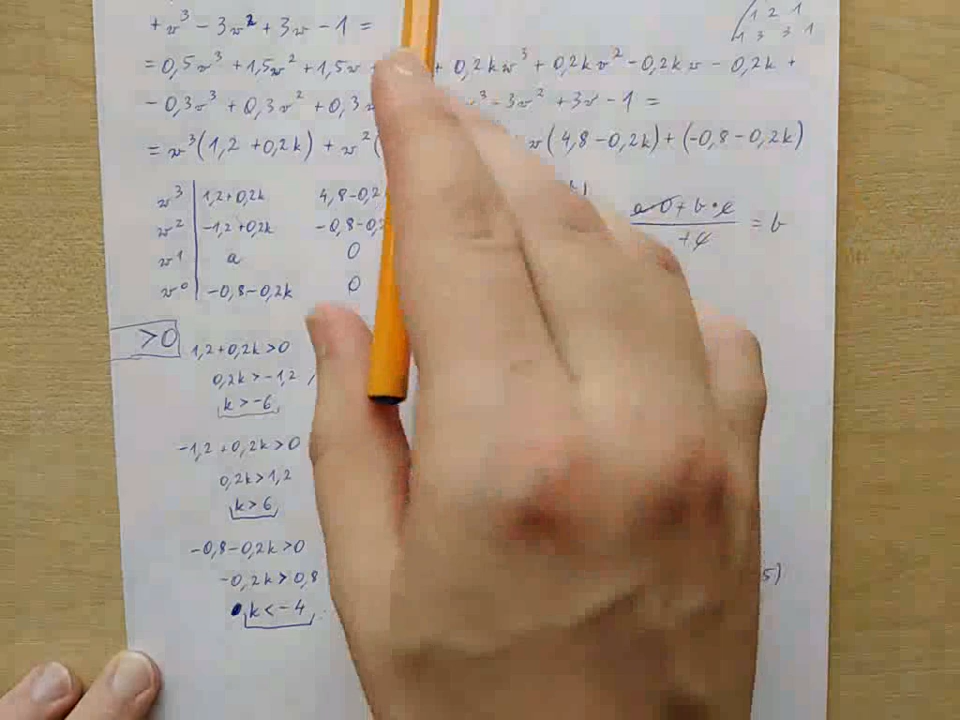 + w³ - 3w² + 3w - 1 =
1 2 1
1 3 3 1
= 0,5w³ + 1,5w² + 1,5w + 0,2kw³ + 0,2kw² - 0,2kw - 0,2k +
- 0,3w³ + 0,3w² + 0,3w ³ - 3w² + 3w - 1 =
= w³(1,2 + 0,2k) + w²( w(4,8 - 0,2k) + (-0,8 - 0,2k)
w³ 1,2 + 0,2k 4,8 - 0,2
w² -1,2 + 0,2k -0,8 - 0,2
w¹ a 0
w⁰ -0,8 - 0,2k 0
= b
>0
1,2 + 0,2k > 0
0,2k > -1,2
k > -6
-1,2 + 0,2k > 0
0,2k > 1,2
k > 6
-0,8 - 0,2k > 0
-0,2k > 0,8
k < -4
5)